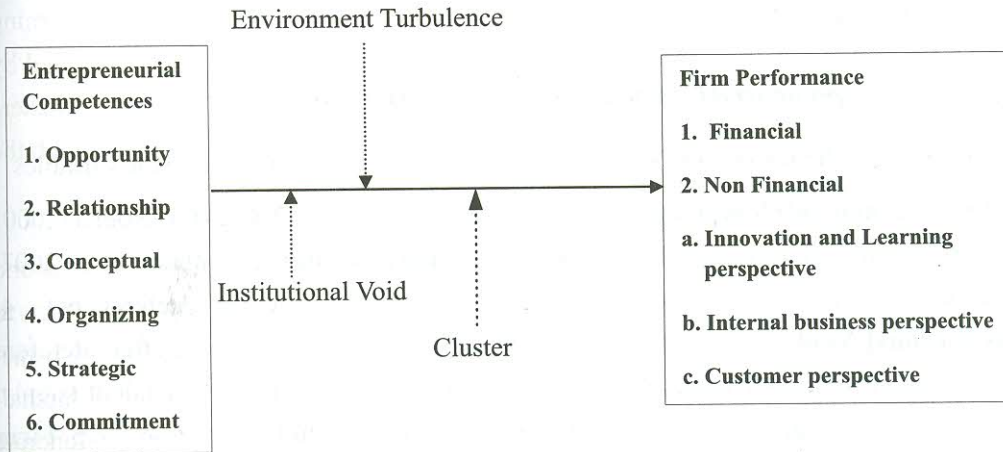 Environment Turbulence
Entrepreneurial
Competences
1. Opportunity
2. Relationship
3. Conceptual
4. Organizing
5. Strategic
6. Commitment
Institutional Void
Cluster
Firm Performance
1. Financial
2. Non Financial
a. Innovation and Learning
perspective
b. Internal business perspective
c. Customer perspective